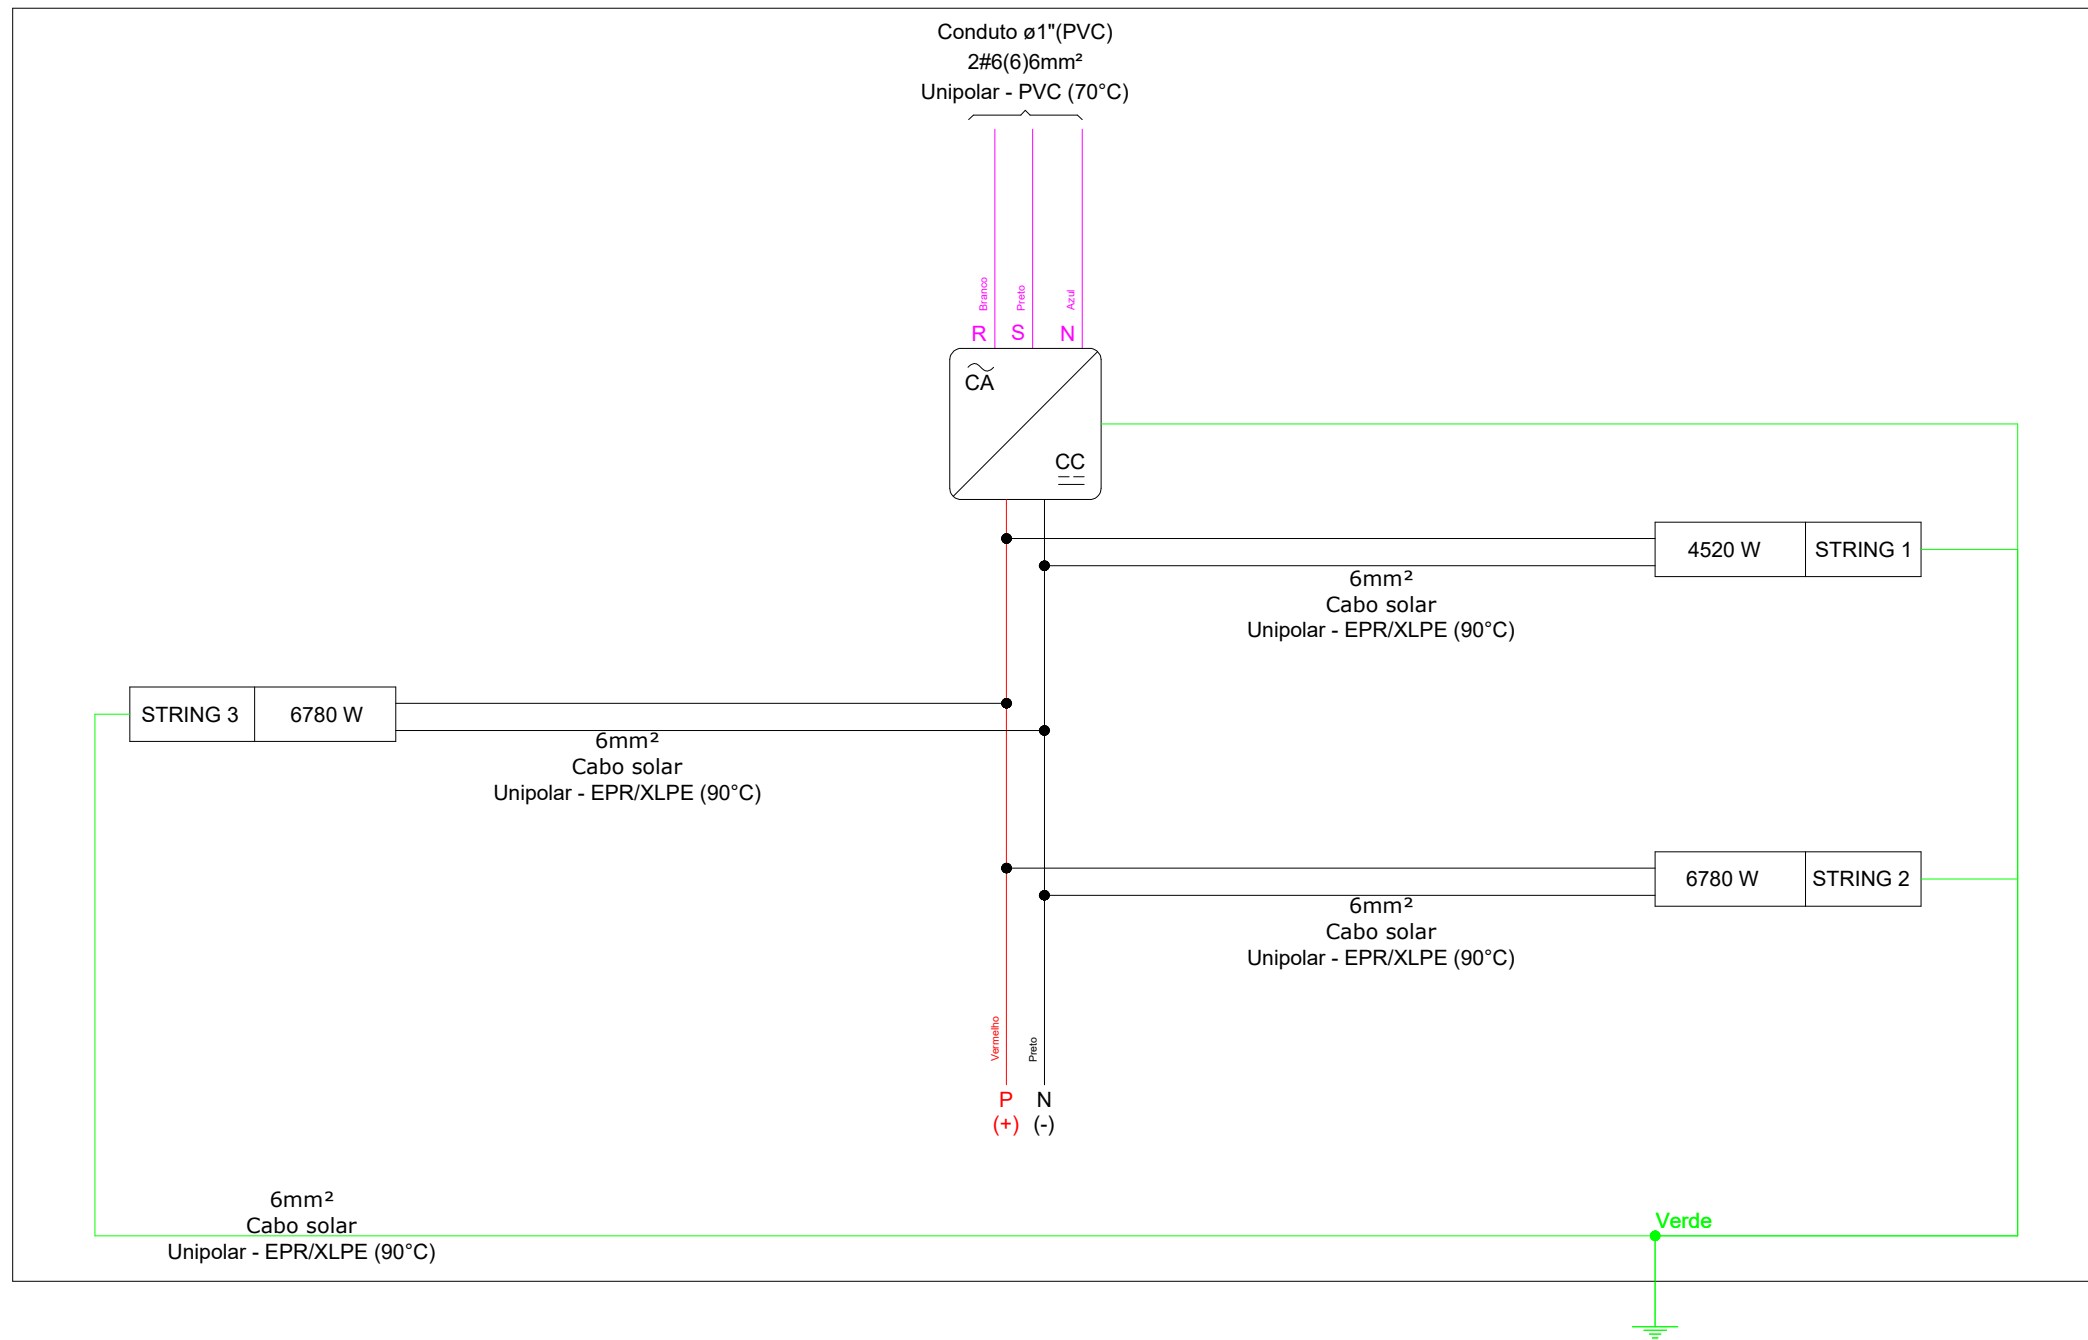 Conduto ø1"(PVC)
2#6(6)6mm²
Unipolar - PVC (70°C)
Branco
Preto
Azul
R
S
N
CA
CC
4520 W
STRING 1
6mm²
Cabo solar
Unipolar - EPR/XLPE (90°C)
STRING 3
6780 W
6mm²
Cabo solar
Unipolar - EPR/XLPE (90°C)
6780 W
STRING 2
6mm²
Cabo solar
Unipolar - EPR/XLPE (90°C)
Vermelho
Preto
P
N
(+)
(-)
6mm²
Cabo solar
Unipolar - EPR/XLPE (90°C)
Verde